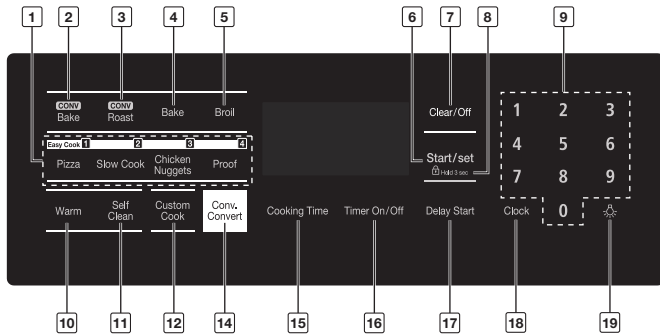 1 2 3 4 5 6 7 8 9
CONV CONV
Bake Roast Bake Broil
Clear/Off
1 2 3
Easy Cook 1 2 3 4
Pizza Slow Cook Chicken Nuggets Proof
Start/set
Hold 3 sec
4 5 6
7 8 9
Warm Self Clean Custom Cook Conv. Convert
Cooking Time Timer On/Off Delay Start Clock 0
10 11 12 14 15 16 17 18 19